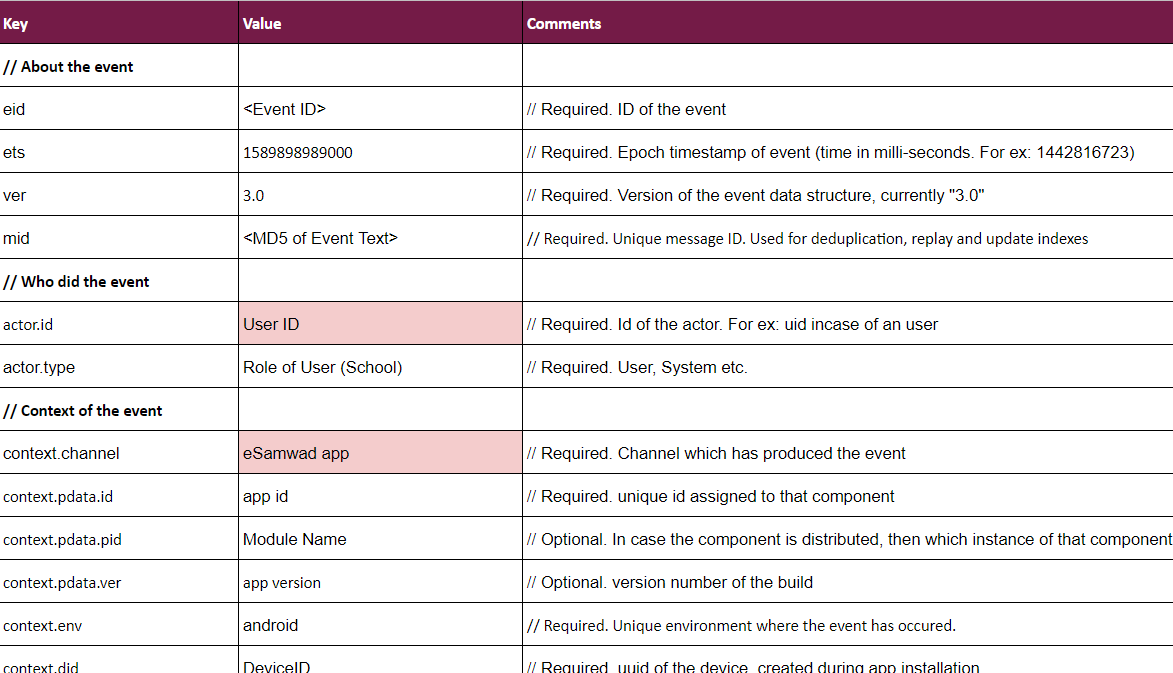 Key Value Comments
// About the event
eid <Event ID> // Required. ID of the event
ets 1589898989000 // Required. Epoch timestamp of event (time in milli-seconds. For ex: 1442816723)
ver 3.0 // Required. Version of the event data structure, currently "3.0"
mid <MD5 of Event Text> // Required. Unique message ID. Used for deduplication, replay and update indexes
// Who did the event
actor.id User ID // Required. Id of the actor. For ex: uid incase of an user
actor.type Role of User (School) // Required. User, System etc.
// Context of the event
context.channel eSamwad app // Required. Channel which has produced the event
context.pdata.id app id // Required. unique id assigned to that component
context.pdata.pid Module Name // Optional. In case the component is distributed, then which instance of that component
context.pdata.ver app version // Optional. version number of the build
context.env android // Required. Unique environment where the event has occured.
context.did DeviceID // Required. uuid of the device, created during app installation